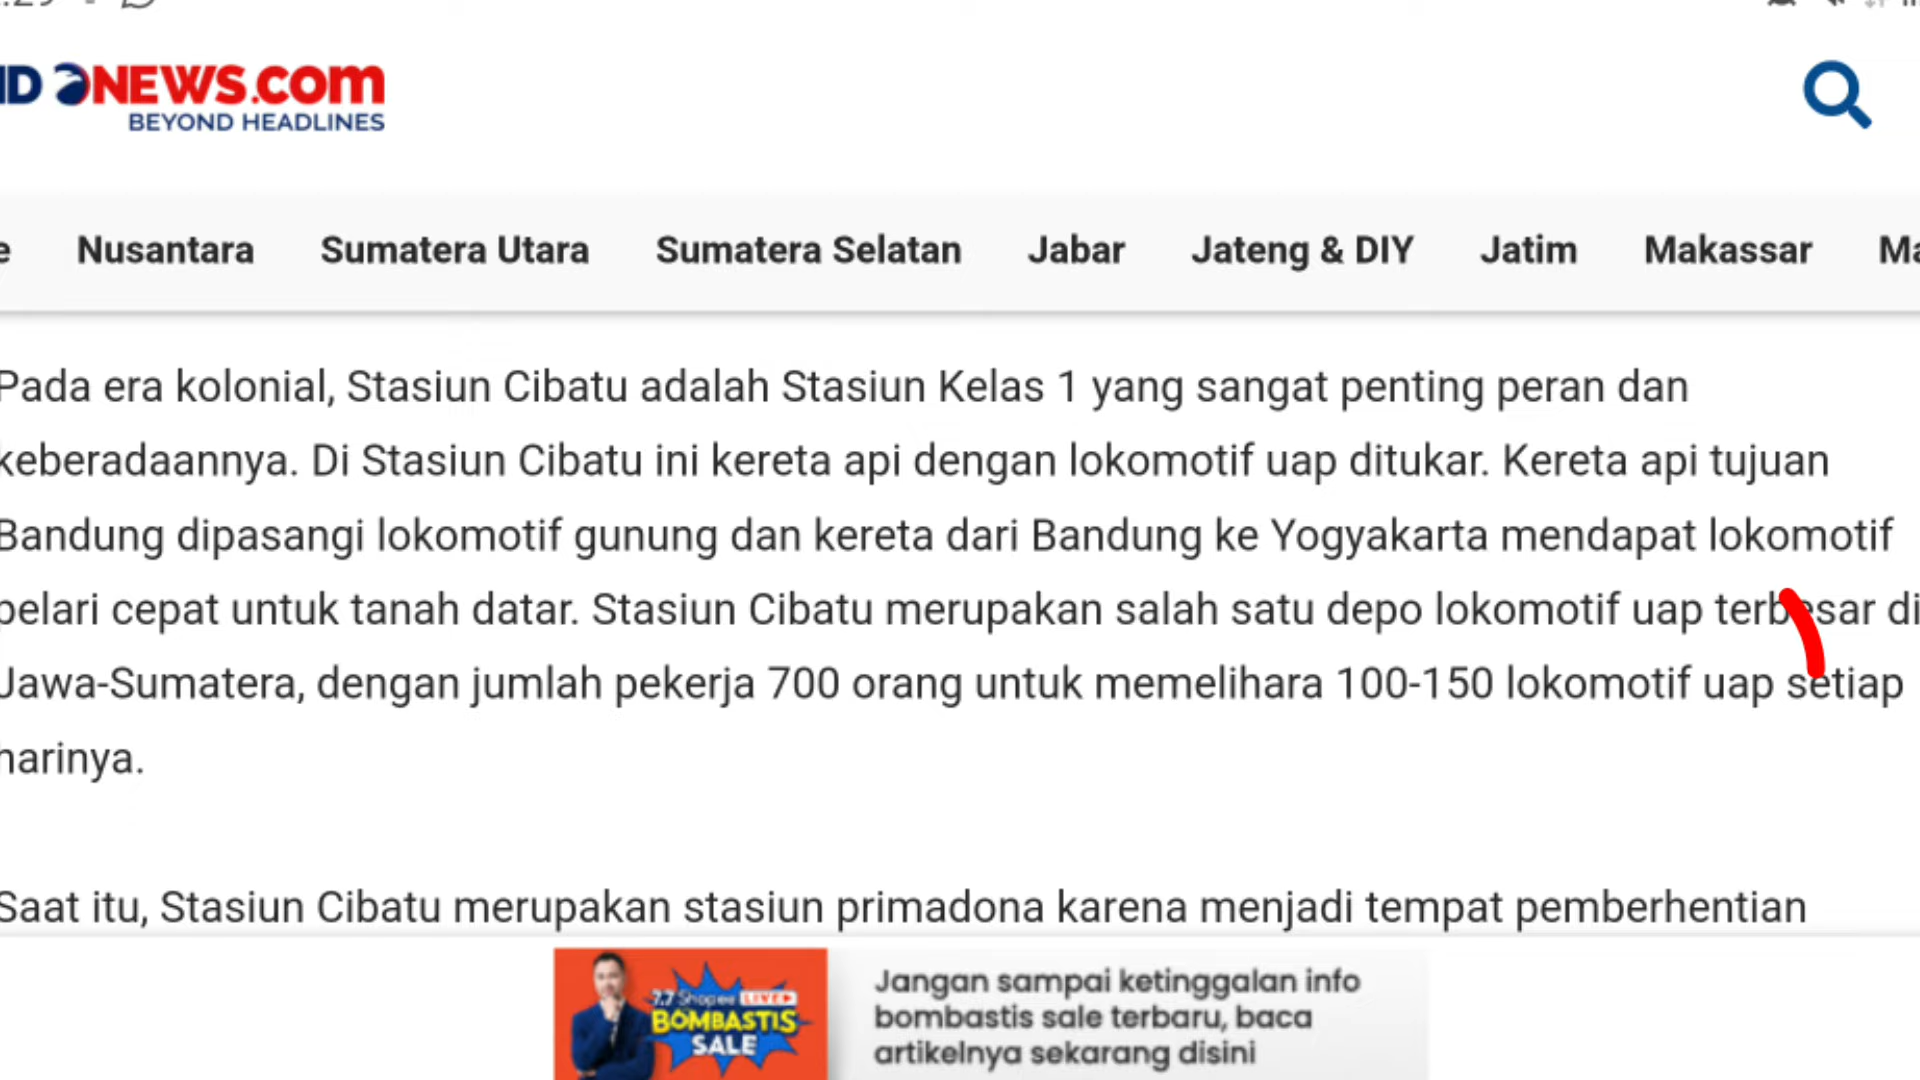 ID NEWS.com
BEYOND HEADLINES
e Nusantara Sumatera Utara Sumatera Selatan Jabar Jateng & DIY Jatim Makassar Ma
Pada era kolonial, Stasiun Cibatu adalah Stasiun Kelas 1 yang sangat penting peran dan
keberadaannya. Di Stasiun Cibatu ini kereta api dengan lokomotif uap ditukar. Kereta api tujuan
Bandung dipasangi lokomotif gunung dan kereta dari Bandung ke Yogyakarta mendapat lokomotif
pelari cepat untuk tanah datar. Stasiun Cibatu merupakan salah satu depo lokomotif uap terbesar di
Jawa-Sumatera, dengan jumlah pekerja 700 orang untuk memelihara 100-150 lokomotif uap setiap
harinya.
Saat itu, Stasiun Cibatu merupakan stasiun primadona karena menjadi tempat pemberhentian
7.7 Shopee LIVE
BOMBASTIS
SALE
Jangan sampai ketinggalan info
bombastis sale terbaru, baca
artikelnya sekarang disini